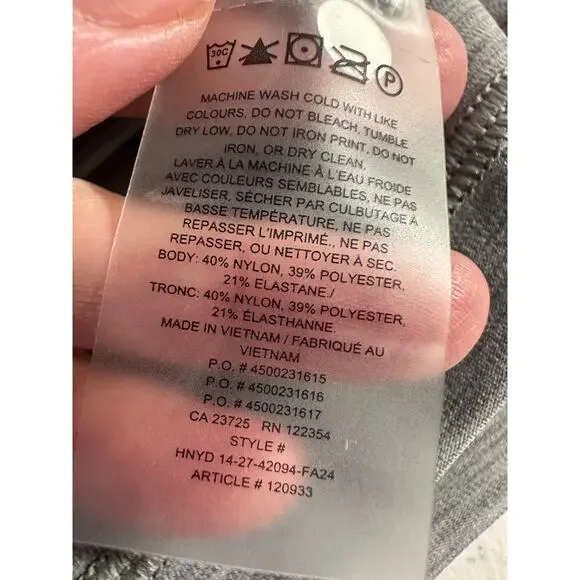 30C P
MACHINE WASH COLD WITH LIKE
COLOURS, DO NOT BLEACH, TUMBLE
DRY LOW, DO NOT IRON PRINT, DO NOT
IRON, OR DRY CLEAN,
LAVER À LA MACHINE À L'EAU FROIDE
AVEC COULEURS SEMBLABLES, NE PAS
JAVELISER, SÉCHER PAR CULBUTAGE À
BASSE TEMPÉRATURE, NE PAS
REPASSER L'IMPRIMÉ., NE PAS
REPASSER, OU NETTOYER À SEC.
BODY: 40% NYLON, 39% POLYESTER,
21% ELASTANE./
TRONC: 40% NYLON, 39% POLYESTER,
21% ÉLASTHANNE.
MADE IN VIETNAM / FABRIQUÉ AU
VIETNAM
P.O. # 4500231615
P.O. # 4500231616
P.O. # 4500231617
CA 23725 RN 122354
STYLE #
HNYD 14-27-42094-FA24
ARTICLE # 120933